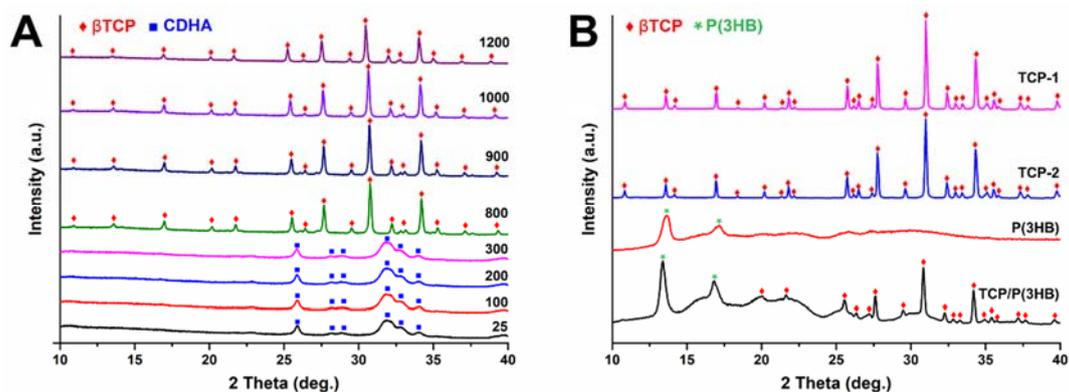 A
♦ βTCP ■ CDHA
1200
1000
900
800
300
200
100
25
Intensity (a.u.)
10 15 20 25 30 35 40
2 Theta (deg.)
B
♦ βTCP * P(3HB)
TCP-1
TCP-2
P(3HB)
TCP/P(3HB)
Intensity (a.u.)
10 15 20 25 30 35 40
2 Theta (deg.)